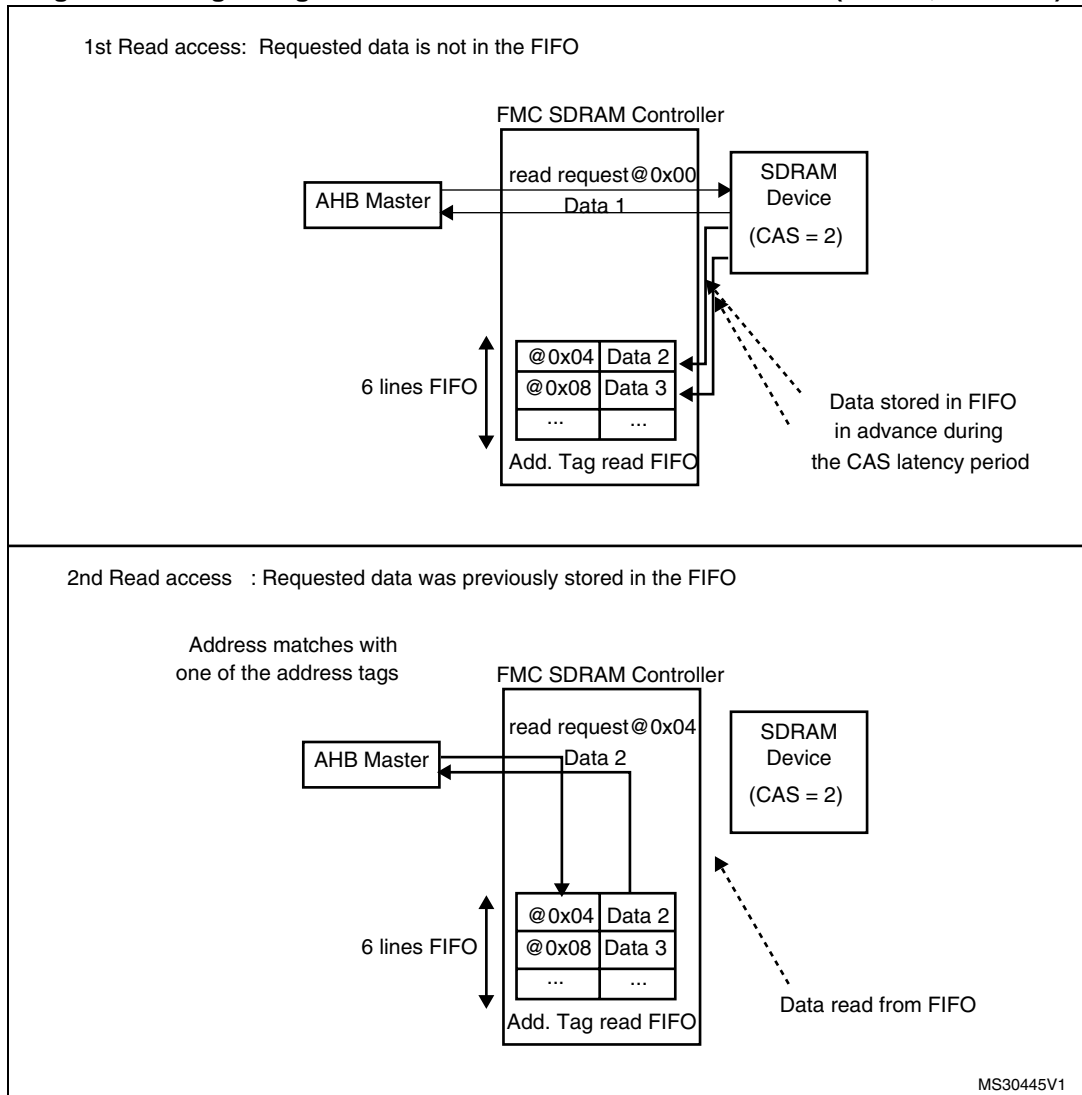 1st Read access: Requested data is not in the FIFO
FMC SDRAM Controller
read request@0x00
Data 1
AHB Master
SDRAM
Device
(CAS = 2)
6 lines FIFO
@0x04 Data 2
@0x08 Data 3
... ...
Add. Tag read FIFO
Data stored in FIFO
in advance during
the CAS latency period
2nd Read access : Requested data was previously stored in the FIFO
Address matches with
one of the address tags
FMC SDRAM Controller
read request@0x04
Data 2
AHB Master
SDRAM
Device
(CAS = 2)
6 lines FIFO
@0x04 Data 2
@0x08 Data 3
... ...
Add. Tag read FIFO
Data read from FIFO
MS30445V1